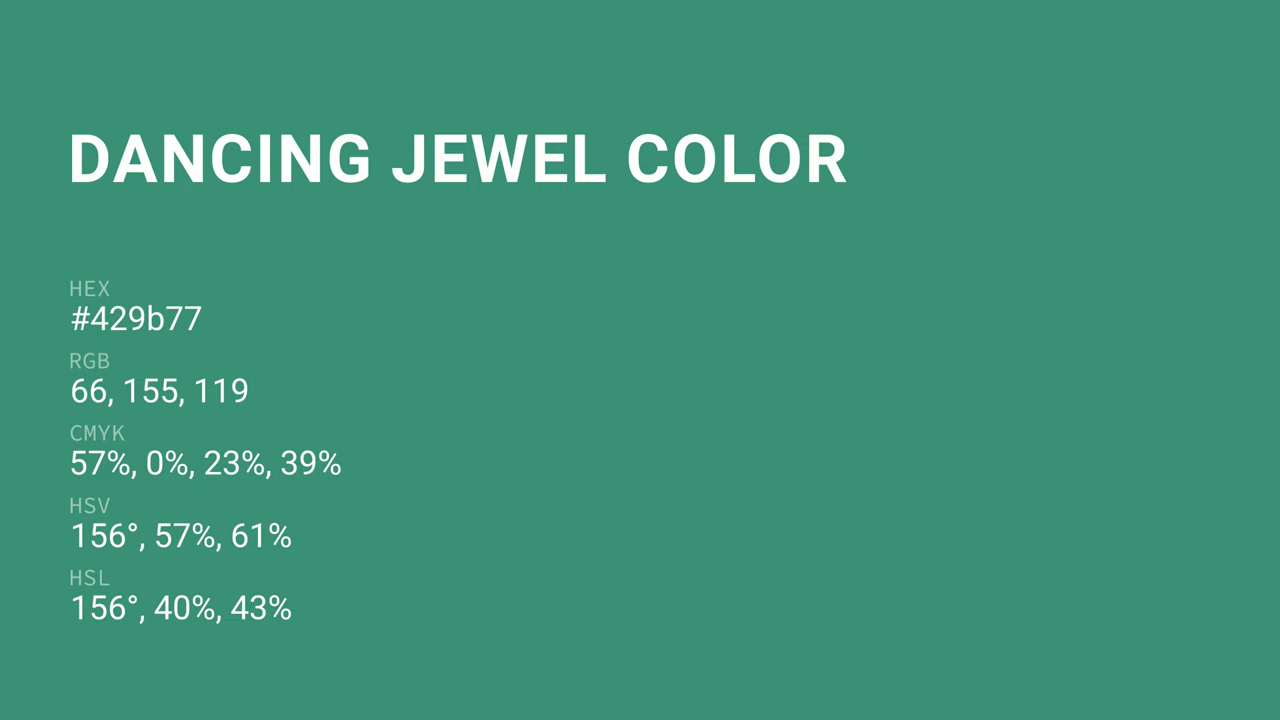 DANCING JEWEL COLOR
HEX
#429b77
RGB
66, 155, 119
CMYK
57%, 0%, 23%, 39%
HSV
156°, 57%, 61%
HSL
156°, 40%, 43%